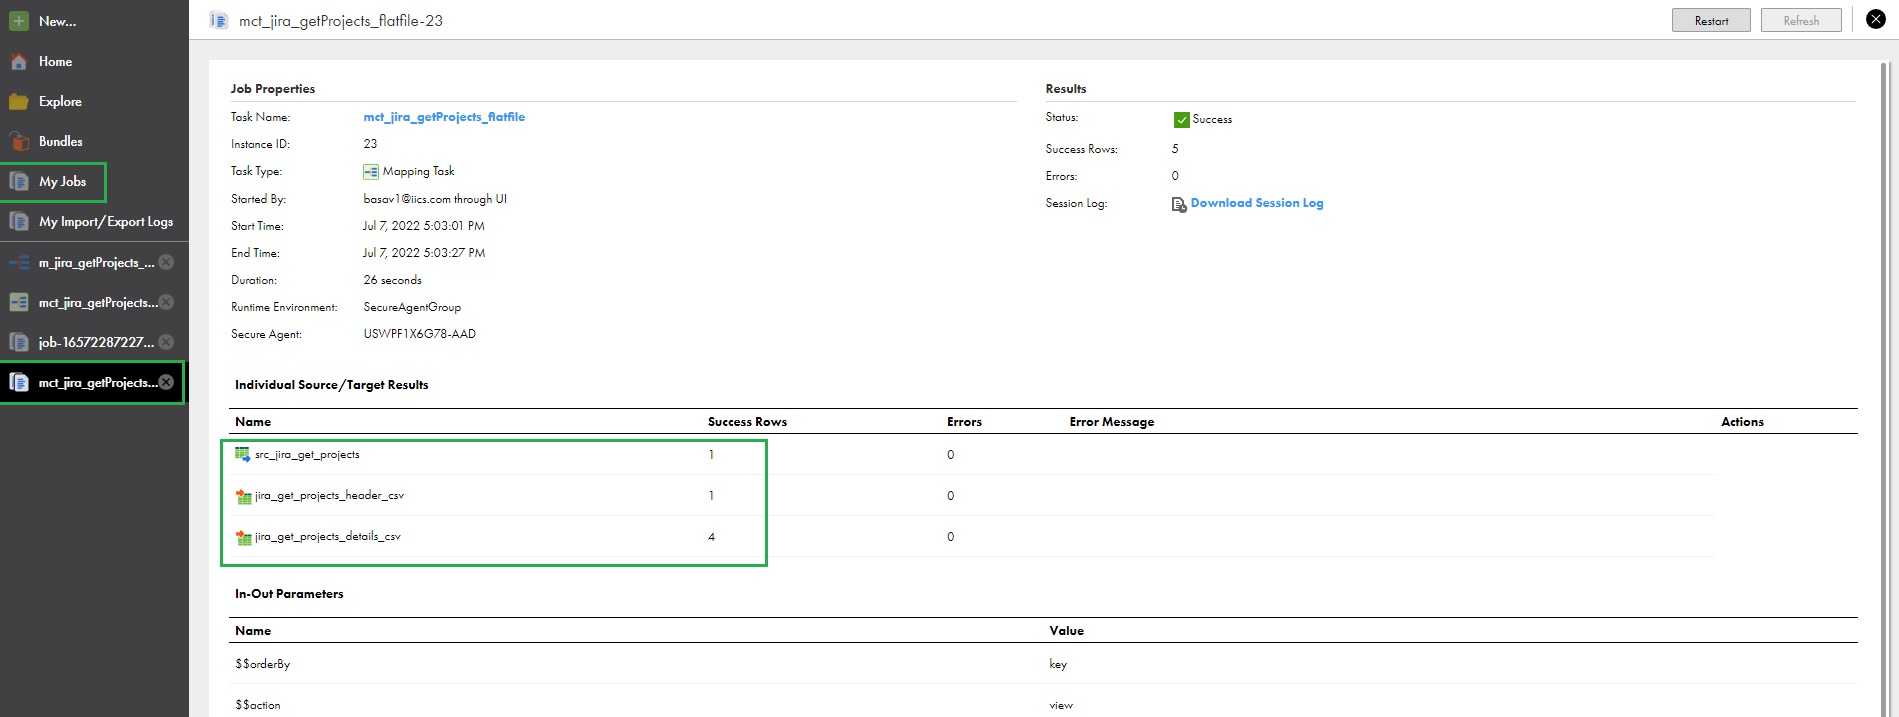 New...
Home
Explore
Bundles
My Jobs
My Import/Export Logs
m_jira_getProjects_...
mct_jira_getProjects...
job-16572287227...
mct_jira_getProjects...
mct_jira_getProjects_flatfile-23
Restart
Refresh
Job Properties
Task Name: mct_jira_getProjects_flatfile
Instance ID: 23
Task Type: Mapping Task
Started By: basav1@iics.com through UI
Start Time: Jul 7, 2022 5:03:01 PM
End Time: Jul 7, 2022 5:03:27 PM
Duration: 26 seconds
Runtime Environment: SecureAgentGroup
Secure Agent: USWPF1X6G78-AAD
Results
Status: Success
Success Rows: 5
Errors: 0
Session Log: Download Session Log
Individual Source/Target Results
Name Success Rows Errors Error Message Actions
src_jira_get_projects 1 0
jira_get_projects_header_csv 1 0
jira_get_projects_details_csv 4 0
In-Out Parameters
Name Value
$$orderBy key
$$action view